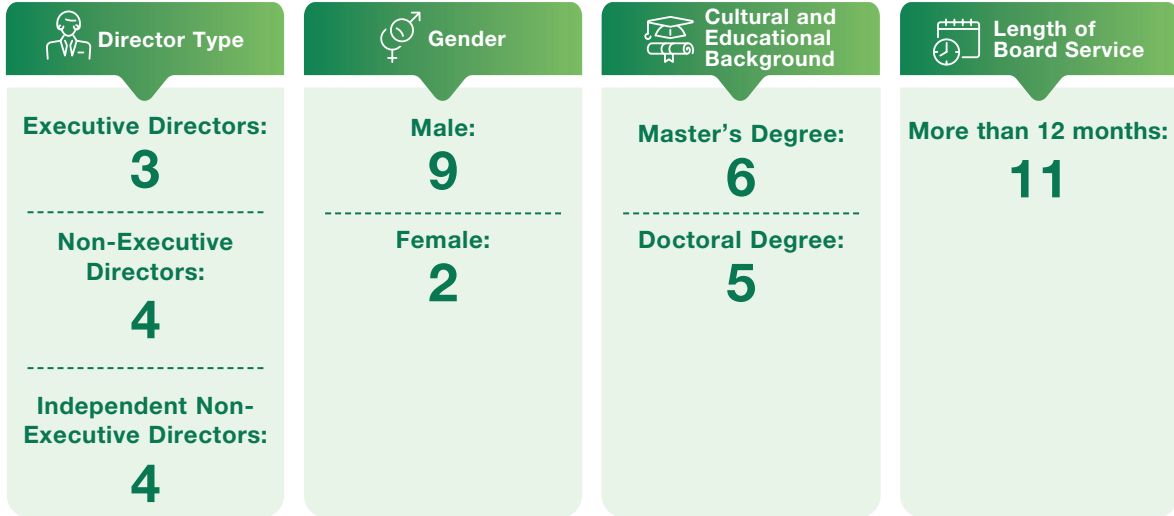 Director Type
Executive Directors:
3
Non-Executive
Directors:
4
Independent Non-
Executive Directors:
4
Gender
Male:
9
Female:
2
Cultural and
Educational
Background
Master's Degree:
6
Doctoral Degree:
5
Length of
Board Service
More than 12 months:
11